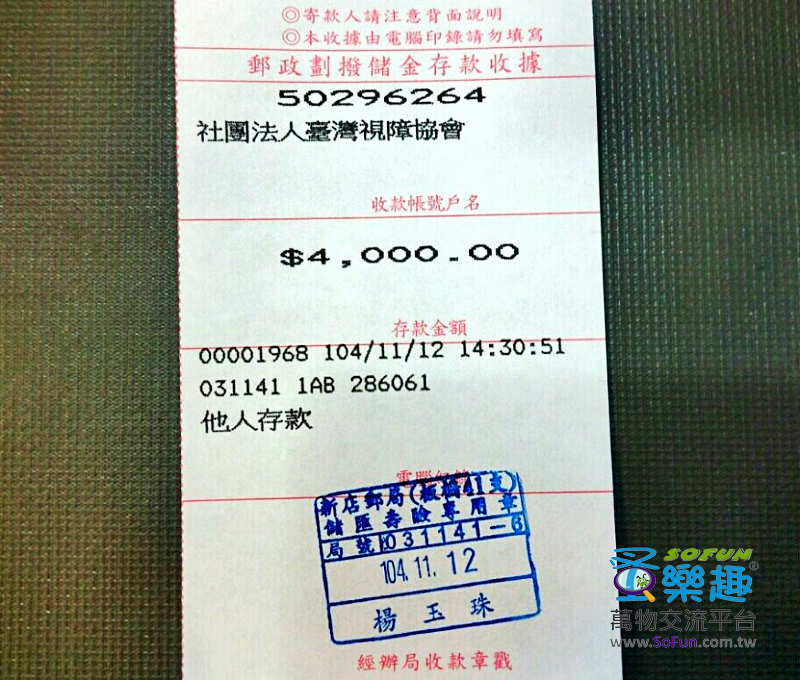 ◎寄款人請注意背面說明
◎本收據由電腦印錄請勿填寫
郵政劃撥儲金存款收據
50296264
社團法人臺灣視障協會
收款帳號戶名
$4,000.00
存款金額
00001968 104/11/12 14:30:51
031141 1AB 286061
他人存款
電腦紀錄
新店郵局(板橋41支)
儲匯壽險專用章
局號 031141-6
104.11.12
楊玉珠
經辦局收款章戳
SOFUN
樂趣®
萬物交流平台
www.SoFun.com.tw